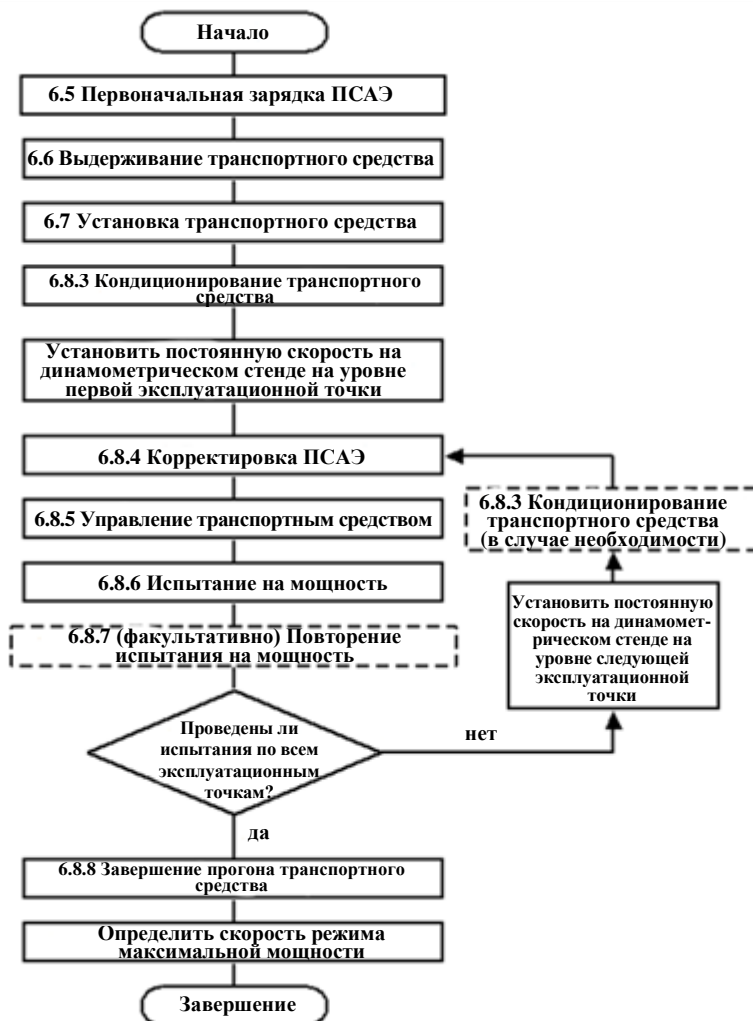 Начало
6.5 Первоначальная зарядка ПСАЭ
6.6 Выдерживание транспортного средства
6.7 Установка транспортного средства
6.8.3 Кондиционирование транспортного
средства
Установить постоянную скорость на
динамометрическом стенде на уровне
первой эксплуатационной точки
6.8.4 Корректировка ПСАЭ
6.8.5 Управление транспортным средством
6.8.6 Испытание на мощность
6.8.7 (факультативно) Повторение
испытания на мощность
Проведены ли
испытания по всем
эксплуатационным
точкам?
нет
Установить постоянную
скорость на динамомет-
рическом стенде на
уровне следующей
эксплуатационной
точки
6.8.3 Кондиционирование
транспортного средства
(в случае необходимости)
да
6.8.8 Завершение прогона транспортного
средства
Определить скорость режима
максимальной мощности
Завершение